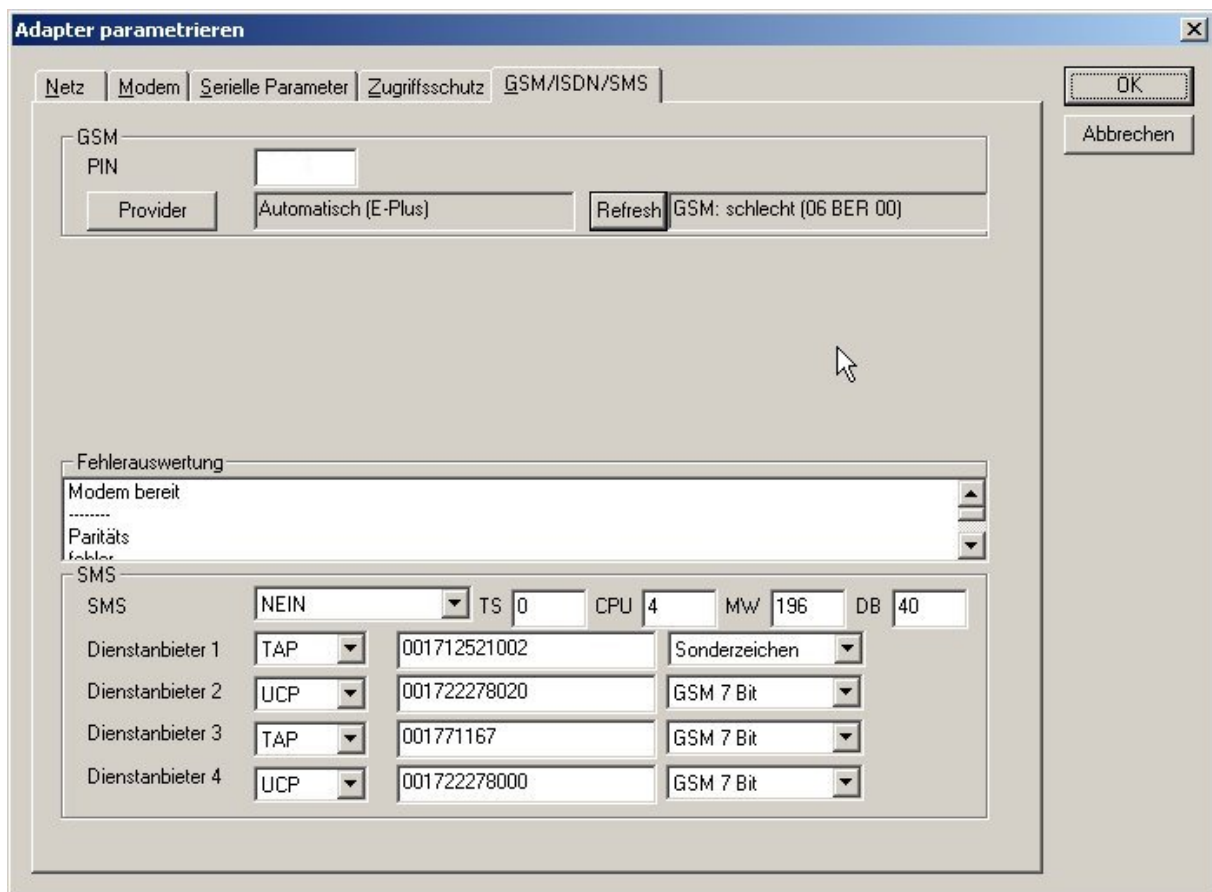 Adapter parametrieren
Netz Modem Serielle Parameter Zugriffsschutz GSM/ISDN/SMS
OK
Abbrechen
GSM
PIN
Provider Automatisch (E-Plus) Refresh GSM: schlecht (06 BER 00)
Fehlerauswertung
Modem bereit
--------
Paritäts
fehler
SMS
SMS NEIN TS 0 CPU 4 MW 196 DB 40
Dienstanbieter 1 TAP 001712521002 Sonderzeichen
Dienstanbieter 2 UCP 001722278020 GSM 7 Bit
Dienstanbieter 3 TAP 001771167 GSM 7 Bit
Dienstanbieter 4 UCP 001722278000 GSM 7 Bit